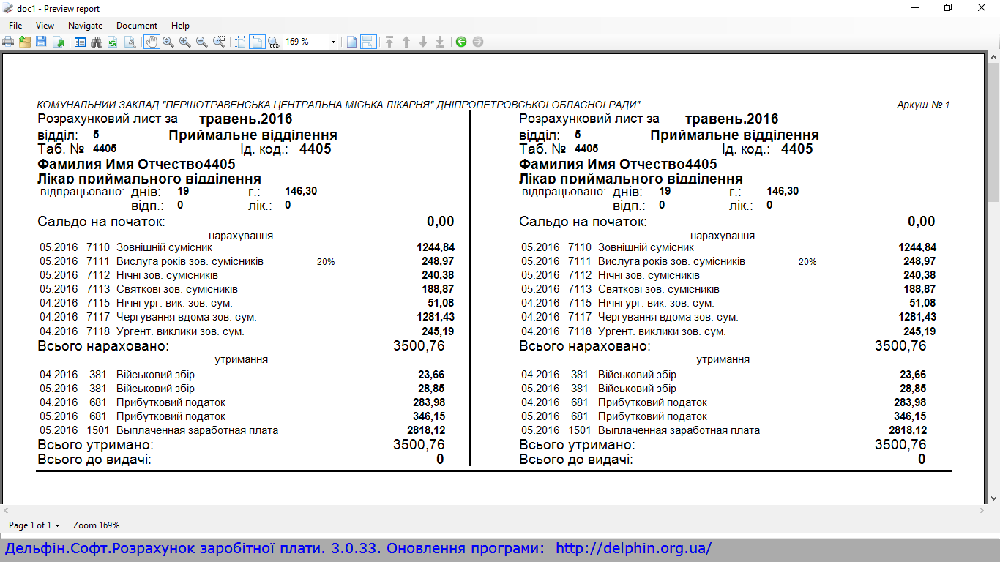 doc1 - Preview report
File View Navigate Document Help
100% 169 %
КОМУНАЛЬНИЙ ЗАКЛАД "ПЕРШОТРАВЕНСЬКА ЦЕНТРАЛЬНА МІСЬКА ЛІКАРНЯ" ДНІПРОПЕТРОВСЬКОЇ ОБЛАСНОЇ РАДИ" Аркуш № 1
Розрахунковий лист за травень.2016
відділ: 5 Приймальне відділення
Таб. № 4405 Ід. код.: 4405
Фамилия Имя Отчество4405
Лікар приймального відділення
відпрацьовано: днів: 19 г.: 146,30
відп.: 0 лік.: 0
Сальдо на початок: 0,00
нарахування
05.2016 7110 Зовнішній сумісник 1244,84
05.2016 7111 Вислуга років зов. сумісників 20% 248,97
05.2016 7112 Нічні зов. сумісників 240,38
05.2016 7113 Святкові зов. сумісників 188,87
04.2016 7115 Нічні ург. вик. зов. сум. 51,08
04.2016 7117 Чергування вдома зов. сум. 1281,43
04.2016 7118 Ургент. виклики зов. сум. 245,19
Всього нараховано: 3500,76
утримання
04.2016 381 Військовий збір 23,66
05.2016 381 Військовий збір 28,85
04.2016 681 Прибутковий податок 283,98
05.2016 681 Прибутковий податок 346,15
05.2016 1501 Выплаченная заработная плата 2818,12
Всього утримано: 3500,76
Всього до видачі: 0
Розрахунковий лист за травень.2016
відділ: 5 Приймальне відділення
Таб. № 4405 Ід. код.: 4405
Фамилия Имя Отчество4405
Лікар приймального відділення
відпрацьовано: днів: 19 г.: 146,30
відп.: 0 лік.: 0
Сальдо на початок: 0,00
нарахування
05.2016 7110 Зовнішній сумісник 1244,84
05.2016 7111 Вислуга років зов. сумісників 20% 248,97
05.2016 7112 Нічні зов. сумісників 240,38
05.2016 7113 Святкові зов. сумісників 188,87
04.2016 7115 Нічні ург. вик. зов. сум. 51,08
04.2016 7117 Чергування вдома зов. сум. 1281,43
04.2016 7118 Ургент. виклики зов. сум. 245,19
Всього нараховано: 3500,76
утримання
04.2016 381 Військовий збір 23,66
05.2016 381 Військовий збір 28,85
04.2016 681 Прибутковий податок 283,98
05.2016 681 Прибутковий податок 346,15
05.2016 1501 Выплаченная заработная плата 2818,12
Всього утримано: 3500,76
Всього до видачі: 0
Page 1 of 1 Zoom 169%
Дельфін.Софт.Розрахунок заробітної плати. 3.0.33. Оновлення програми: http://delphin.org.ua/